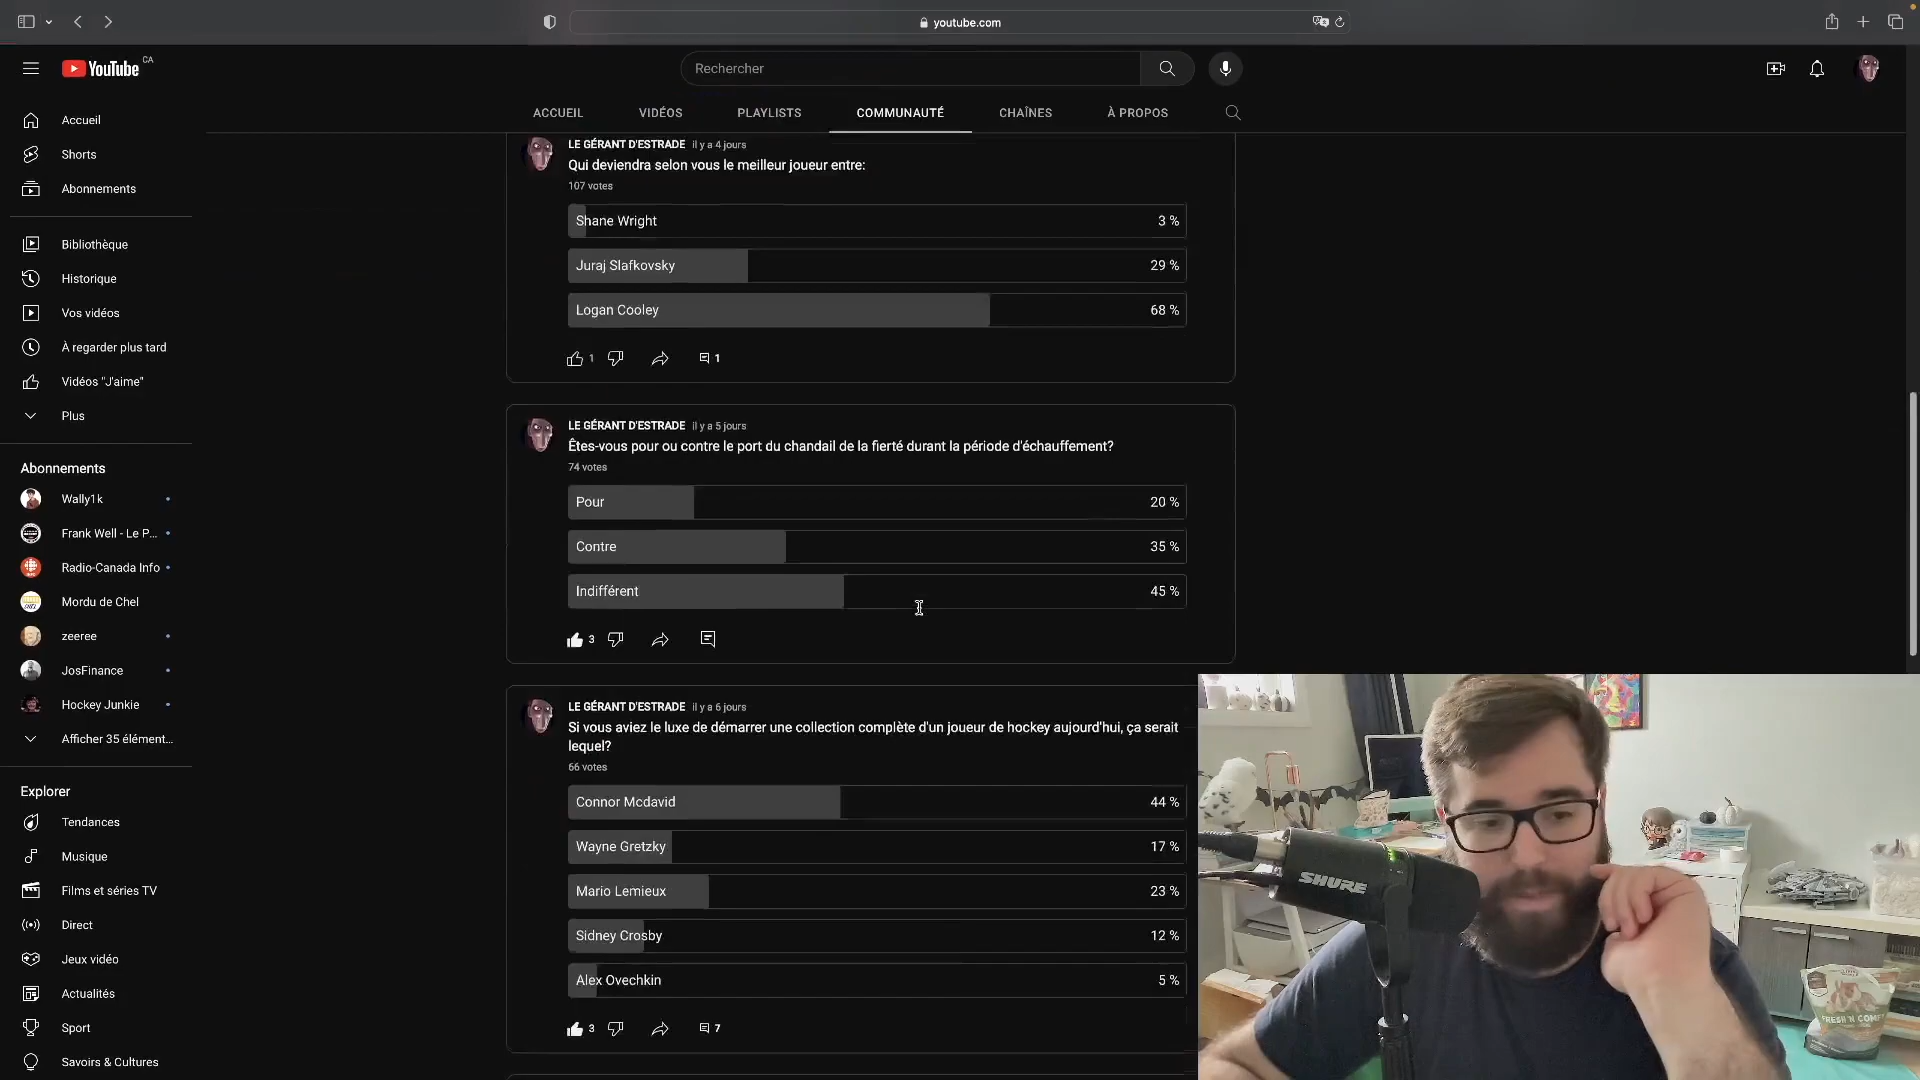 youtube.com
YouTube CA
Rechercher
ACCUEIL VIDÉOS PLAYLISTS COMMUNAUTÉ CHAÎNES À PROPOS
Accueil
Shorts
Abonnements
Bibliothèque
Historique
Vos vidéos
À regarder plus tard
Vidéos "J'aime"
Plus
Abonnements
Wally1k
Frank Well - Le P...
Radio-Canada Info
Mordu de Chel
zeeree
JosFinance
Hockey Junkie
Afficher 35 élément...
Explorer
Tendances
Musique
Films et séries TV
Direct
Jeux vidéo
Actualités
Sport
Savoirs & Cultures
LE GÉRANT D'ESTRADE il y a 4 jours
Qui deviendra selon vous le meilleur joueur entre:
107 votes
Shane Wright 3 %
Juraj Slafkovsky 29 %
Logan Cooley 68 %
1 1
LE GÉRANT D'ESTRADE il y a 5 jours
Êtes-vous pour ou contre le port du chandail de la fierté durant la période d'échauffement?
74 votes
Pour 20 %
Contre 35 %
Indifférent 45 %
3
LE GÉRANT D'ESTRADE il y a 6 jours
Si vous aviez le luxe de démarrer une collection complète d'un joueur de hockey aujourd'hui, ça serait
lequel?
66 votes
Connor Mcdavid 44 %
Wayne Gretzky 17 %
Mario Lemieux 23 %
Sidney Crosby 12 %
Alex Ovechkin 5 %
3 7
SHURE
FRESH 'N COMFY